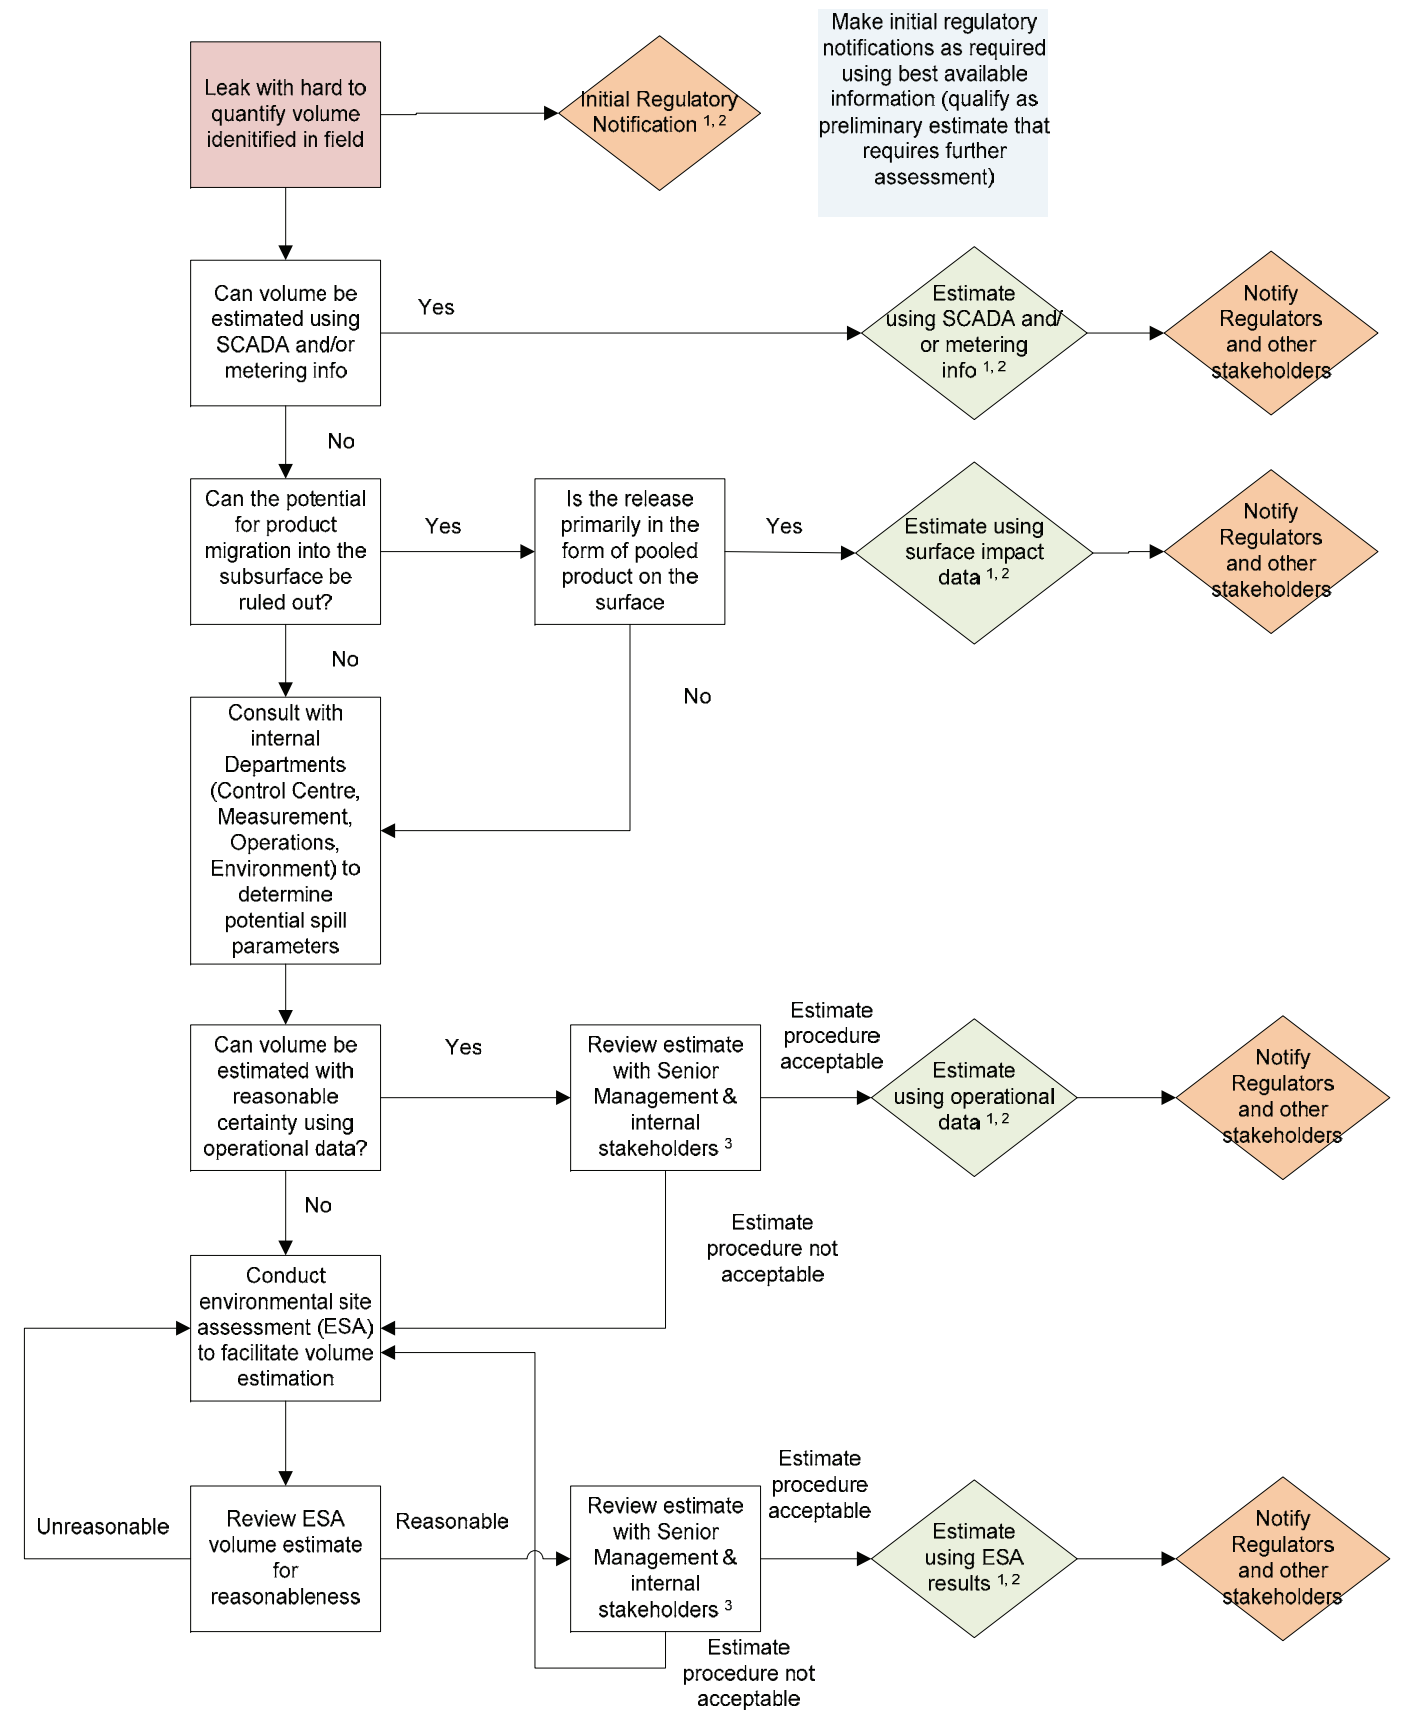 Leak with hard to
quantify volume
idenitified in field
Initial Regulatory
Notification 1, 2
Make initial regulatory
notifications as required
using best available
information (qualify as
preliminary estimate that
requires further
assessment)
Can volume be
estimated using
SCADA and/or
metering info
Yes
Estimate
using SCADA and/
or metering
info 1, 2
Notify
Regulators
and other
stakeholders
No
Can the potential
for product
migration into the
subsurface be
ruled out?
Yes
Is the release
primarily in the
form of pooled
product on the
surface
Yes
Estimate using
surface impact
data 1, 2
Notify
Regulators
and other
stakeholders
No
No
Consult with
internal
Departments
(Control Centre,
Measurement,
Operations,
Environment) to
determine
potential spill
parameters
Can volume be
estimated with
reasonable
certainty using
operational data?
Yes
Review estimate
with Senior
Management &
internal
stakeholders 3
Estimate
procedure
acceptable
Estimate
using operational
data 1, 2
Notify
Regulators
and other
stakeholders
No
Estimate
procedure not
acceptable
Conduct
environmental site
assessment (ESA)
to facilitate volume
estimation
Unreasonable
Review ESA
volume estimate
for
reasonableness
Reasonable
Review estimate
with Senior
Management &
internal
stakeholders 3
Estimate
procedure
acceptable
Estimate
using ESA
results 1, 2
Notify
Regulators
and other
stakeholders
Estimate
procedure not
acceptable